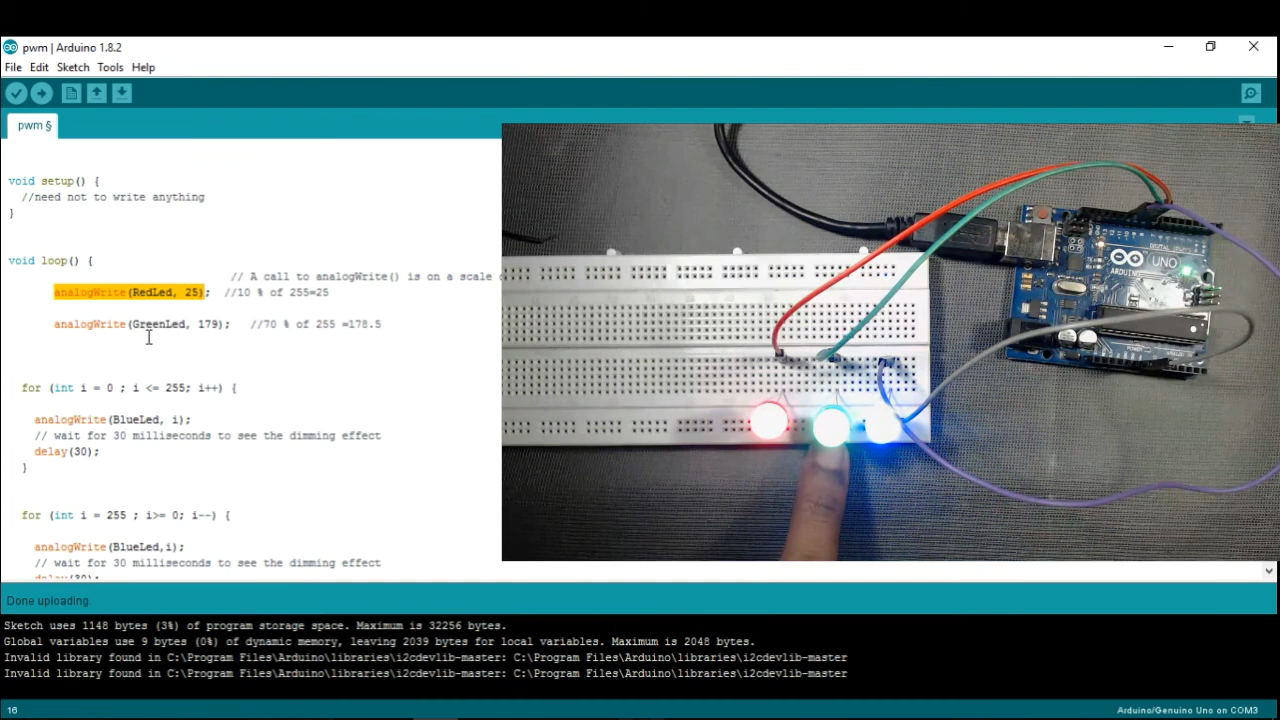 pwm | Arduino 1.8.2
File Edit Sketch Tools Help
pwm §
void setup() {
//need not to write anything
}
void loop() {
// A call to analogWrite() is on a scale
analogWrite(RedLed, 25); //10 % of 255=25
analogWrite(GreenLed, 179); //70 % of 255 =178.5
for (int i = 0 ; i <= 255; i++) {
analogWrite(BlueLed, i);
// wait for 30 milliseconds to see the dimming effect
delay(30);
}
for (int i = 255 ; i>= 0; i--) {
analogWrite(BlueLed,i);
// wait for 30 milliseconds to see the dimming effect
delay(30);
ARDUINO
UNO
Done uploading.
Sketch uses 1148 bytes (3%) of program storage space. Maximum is 32256 bytes.
Global variables use 9 bytes (0%) of dynamic memory, leaving 2039 bytes for local variables. Maximum is 2048 bytes.
Invalid library found in C:\Program Files\Arduino\libraries\i2cdevlib-master: C:\Program Files\Arduino\libraries\i2cdevlib-master
Invalid library found in C:\Program Files\Arduino\libraries\i2cdevlib-master: C:\Program Files\Arduino\libraries\i2cdevlib-master
16
Arduino/Genuino Uno on COM3